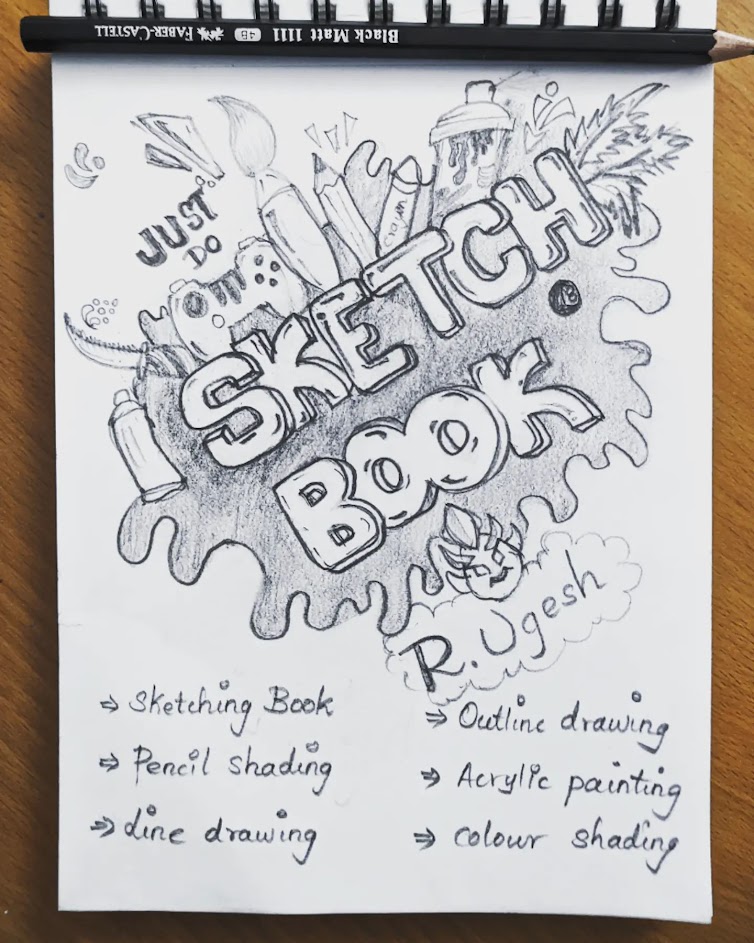 Black Matt 1111 4B FABER-CASTELL
JUST
DO
Crayon
SKETCH
BOOK
R. Ugesh
⇒ Sketching Book
⇒ Pencil shading
⇒ Line drawing
⇒ Outline drawing
⇒ Acrylic painting
⇒ colour shading